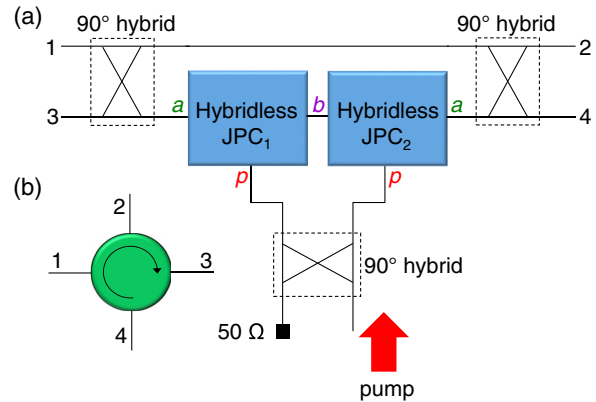 (a)
90° hybrid
90° hybrid
1
2
3
a
Hybridless
JPC₁
b
Hybridless
JPC₂
a
4
p
p
(b)
2
1
3
4
90° hybrid
50 Ω
pump